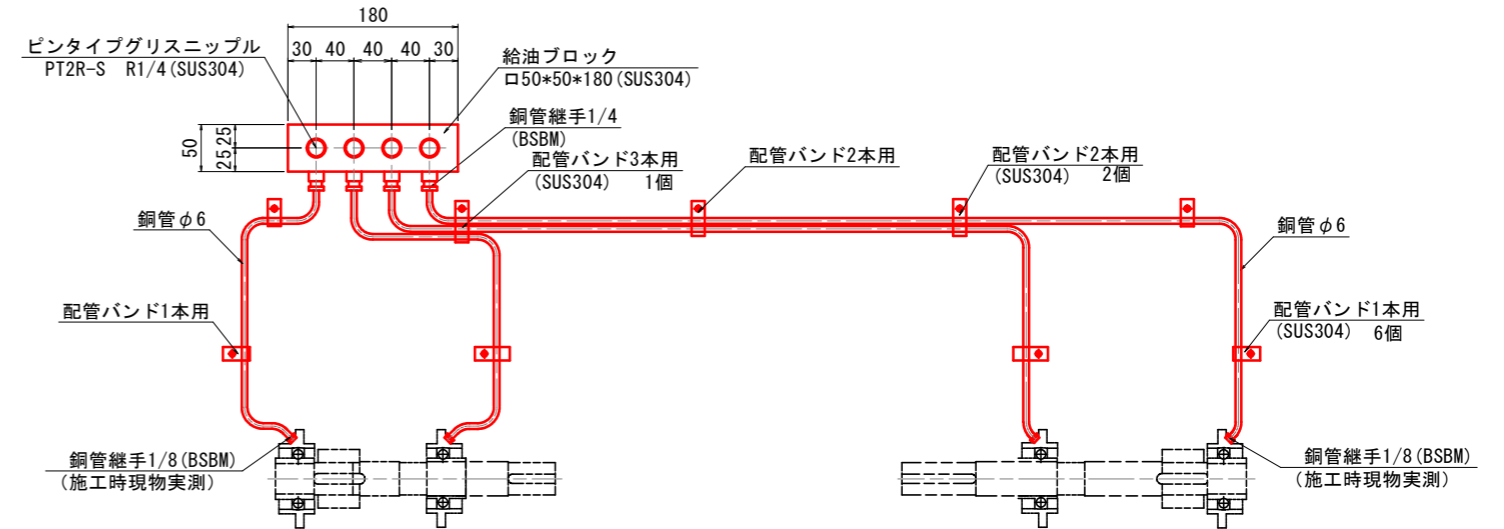 180
30
40
40
40
30
ピンタイプグリスニップル
PT2R-S R1/4(SUS304)
給油ブロック
ロ50*50*180(SUS304)
50
25
25
銅管継手1/4
(BSBM)
配管バンド3本用
(SUS304) 1個
配管バンド2本用
配管バンド2本用
(SUS304) 2個
銅管φ6
銅管φ6
配管バンド1本用
配管バンド1本用
(SUS304) 6個
銅管継手1/8(BSBM)
(施工時現物実測)
銅管継手1/8(BSBM)
(施工時現物実測)